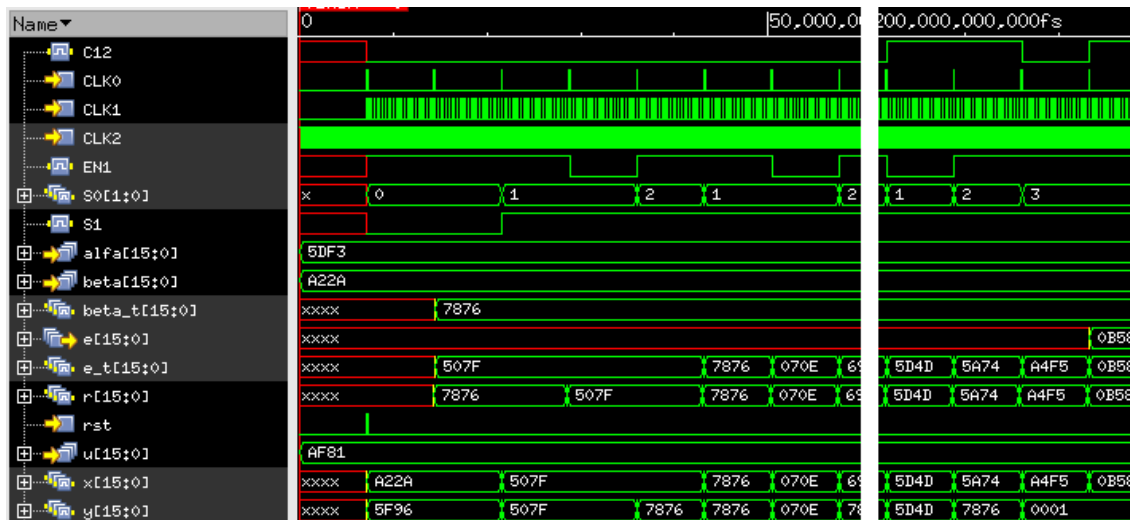 Name▼ 0 50,000,0 200,000,000,000fs
C12
CLK0
CLK1
CLK2
EN1
S0[1:0] x 0 1 2 1 2 1 2 3
S1
alfa[15:0] 5DF3
beta[15:0] A22A
beta_t[15:0] xxxx 7876
e[15:0] xxxx 0B58
e_t[15:0] xxxx 507F 7876 070E 69 5D4D 5A74 A4F5 0B58
r[15:0] xxxx 7876 507F 7876 070E 69 5D4D 5A74 A4F5 0B58
rst
u[15:0] AF81
x[15:0] xxxx A22A 507F 7876 070E 69 5D4D 5A74 A4F5 0B58
y[15:0] xxxx 5F96 507F 7876 7876 070E 78 5D4D 7876 0001